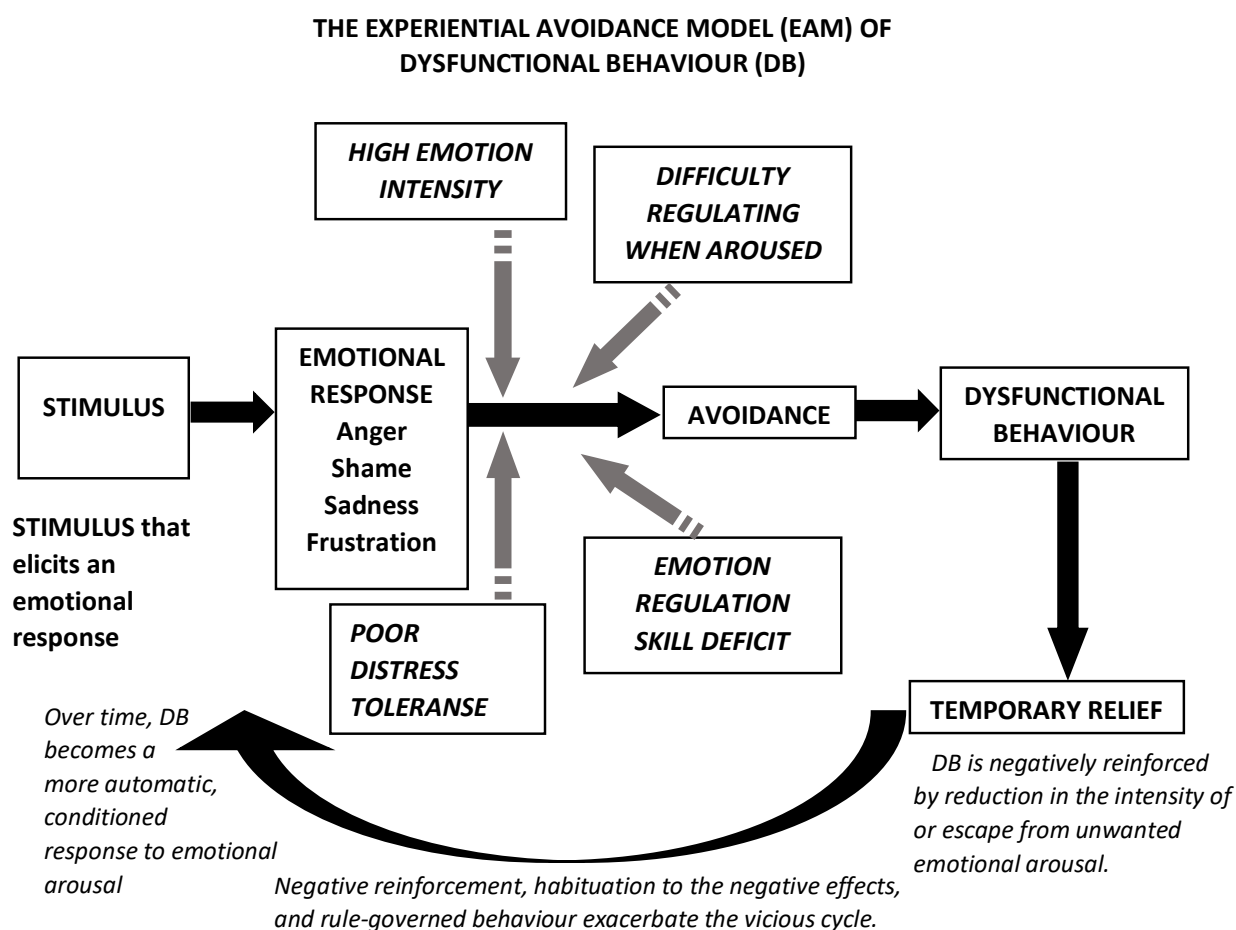 THE EXPERIENTIAL AVOIDANCE MODEL (EAM) OF
DYSFUNCTIONAL BEHAVIOUR (DB)
HIGH EMOTION
INTENSITY
DIFFICULTY
REGULATING
WHEN AROUSED
STIMULUS
EMOTIONAL
RESPONSE
Anger
Shame
Sadness
Frustration
AVOIDANCE
DYSFUNCTIONAL
BEHAVIOUR
STIMULUS that
elicits an
emotional
response
POOR
DISTRESS
TOLERANSE
EMOTION
REGULATION
SKILL DEFICIT
TEMPORARY RELIEF
Over time, DB
becomes a
more automatic,
conditioned
response to emotional
arousal
DB is negatively reinforced
by reduction in the intensity of
or escape from unwanted
emotional arousal.
Negative reinforcement, habituation to the negative effects,
and rule-governed behaviour exacerbate the vicious cycle.